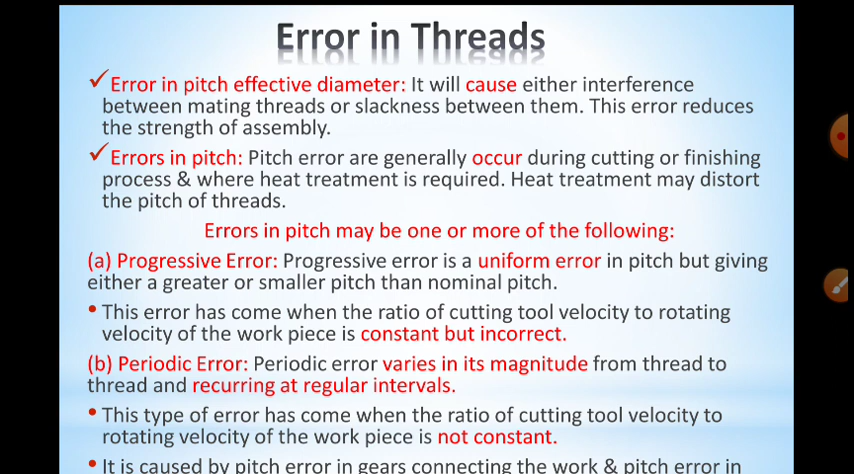 Error in Threads
✓Error in pitch effective diameter: It will cause either interference
between mating threads or slackness between them. This error reduces
the strength of assembly.
✓Errors in pitch: Pitch error are generally occur during cutting or finishing
process & where heat treatment is required. Heat treatment may distort
the pitch of threads.
Errors in pitch may be one or more of the following:
(a) Progressive Error: Progressive error is a uniform error in pitch but giving
either a greater or smaller pitch than nominal pitch.
• This error has come when the ratio of cutting tool velocity to rotating
velocity of the work piece is constant but incorrect.
(b) Periodic Error: Periodic error varies in its magnitude from thread to
thread and recurring at regular intervals.
• This type of error has come when the ratio of cutting tool velocity to
rotating velocity of the work piece is not constant.
• It is caused by pitch error in gears connecting the work & pitch error in